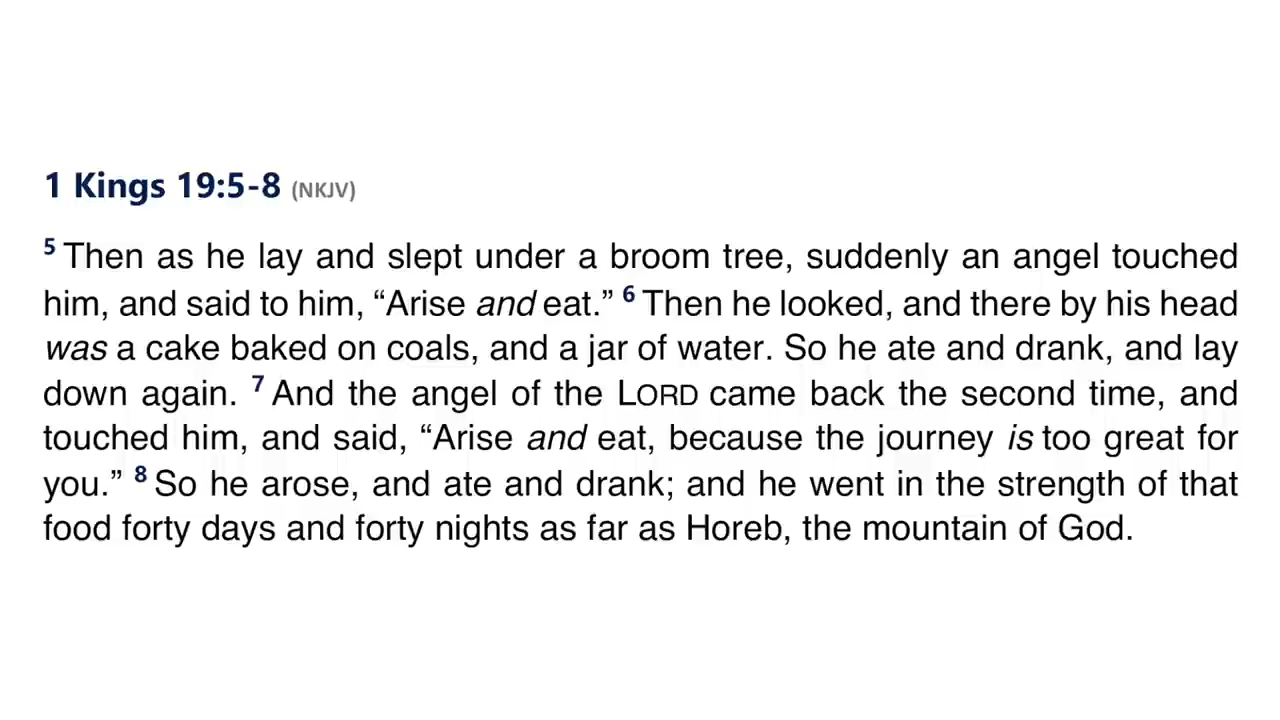 1 Kings 19:5-8 (NKJV)
5 Then as he lay and slept under a broom tree, suddenly an angel touched
him, and said to him, “Arise and eat.” 6 Then he looked, and there by his head
was a cake baked on coals, and a jar of water. So he ate and drank, and lay
down again. 7 And the angel of the LORD came back the second time, and
touched him, and said, “Arise and eat, because the journey is too great for
you.” 8 So he arose, and ate and drank; and he went in the strength of that
food forty days and forty nights as far as Horeb, the mountain of God.